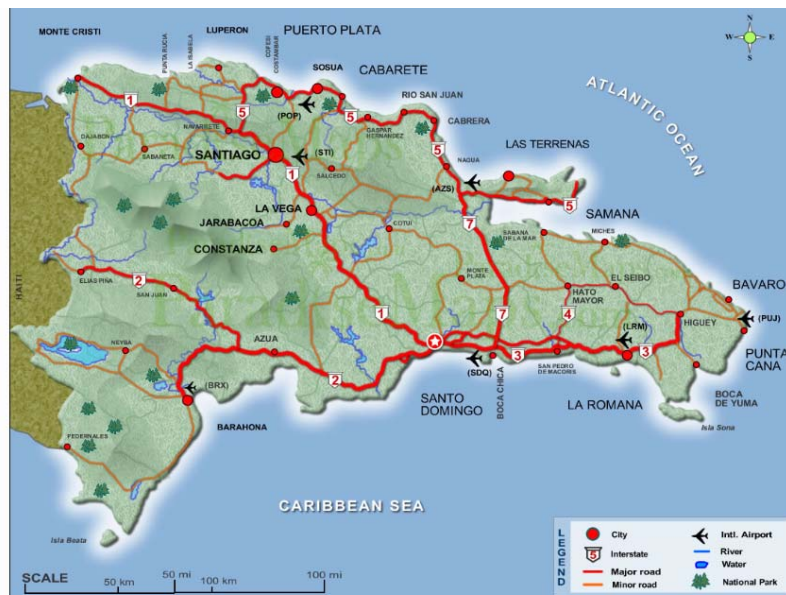 MONTE CRISTI
PUNTA RUCIA
LA ISABELA
LUPERON
COFESI
COSTAMBAR
PUERTO PLATA
SOSUA
CABARETE
N
W
E
S
ATLANTIC OCEAN
1
5
(POP)
RIO SAN JUAN
5
GASPAR
HERNANDEZ
CABRERA
DAJABON
SABANETA
NAVARRETE
SANTIAGO
(STI)
1
SALCEDO
5
NAGUA
LAS TERRENAS
(AZS)
5
SAMANA
LA VEGA
JARABACOA
CONSTANZA
COTUI
7
SABANA
DE LA MAR
MICHES
HAITI
ELIAS PIÑA
2
SAN JUAN
MONTE
PLATA
EL SEIBO
HATO
MAYOR
BAVARO
1
7
4
(LRM)
HIGUEY
(PUJ)
NEYBA
AZUA
3
3
PUNTA
CANA
(BRX)
2
(SDQ)
SAN PEDRO
DE MACORIS
SANTO
DOMINGO
BOCA CHICA
LA ROMANA
BOCA
DE YUMA
Isla Sona
BARAHONA
PEDERNALES
CARIBBEAN SEA
Isla Beata
LEGEND
City
Intl. Airport
5
Interstate
River
Major road
Water
Minor road
National Park
SCALE
50 km
50 mi
100 km
100 mi